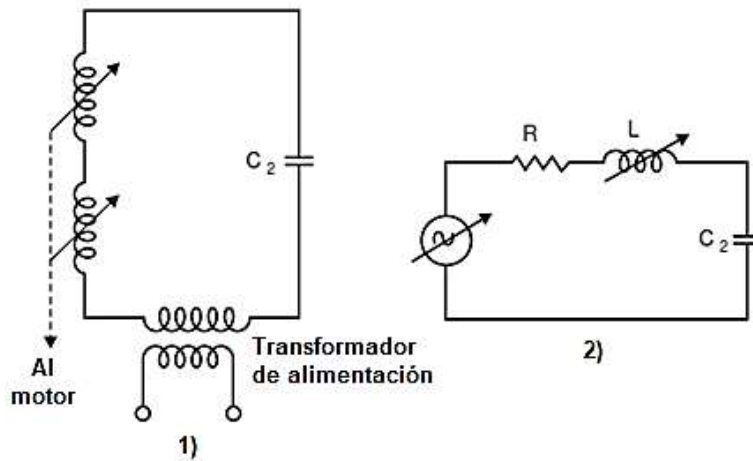 C 2
Al
motor
Transformador
de alimentación
1)
R
L
C 2
2)